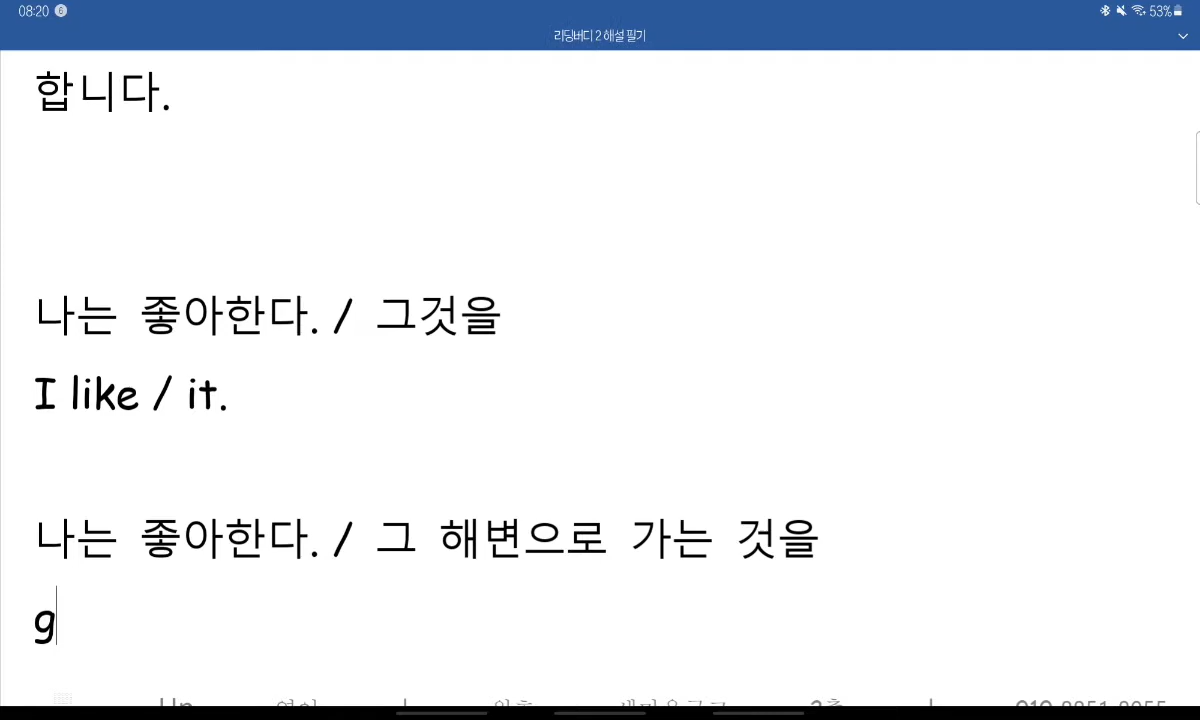 08:20 6 53%
리딩버디 2 해설 필기
합니다.
나는 좋아한다. / 그것을
I like / it.
나는 좋아한다. / 그 해변으로 가는 것을
g